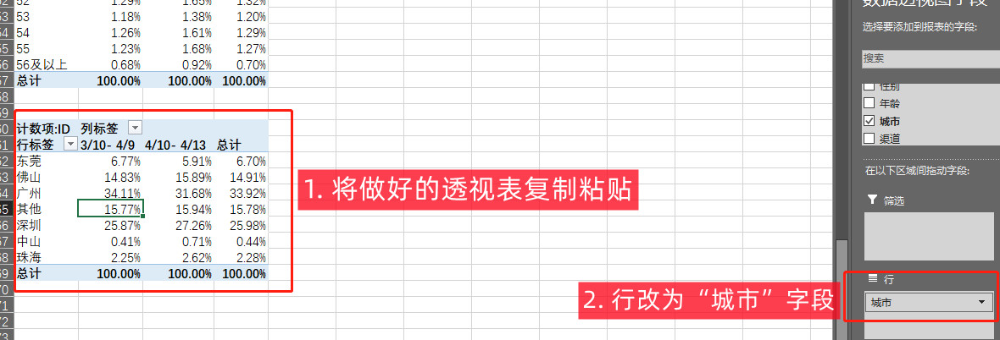 52 1.29% 1.65% 1.32%
53 1.18% 1.38% 1.20%
54 1.26% 1.61% 1.29%
55 1.23% 1.68% 1.27%
56及以上 0.68% 0.92% 0.70%
总计 100.00% 100.00% 100.00%
计数项:ID 列标签
行标签 3/10- 4/9 4/10- 4/13 总计
东莞 6.77% 5.91% 6.70%
佛山 14.83% 15.89% 14.91%
广州 34.11% 31.68% 33.92%
其他 15.77% 15.94% 15.78%
深圳 25.87% 27.26% 25.98%
中山 0.41% 0.71% 0.44%
珠海 2.25% 2.62% 2.28%
总计 100.00% 100.00% 100.00%
1. 将做好的透视表复制粘贴
2. 行改为“城市”字段
数据透视图字段
选择要添加到报表的字段:
搜索
性别
年龄
城市
渠道
在以下区域间拖动字段:
筛选
行
城市